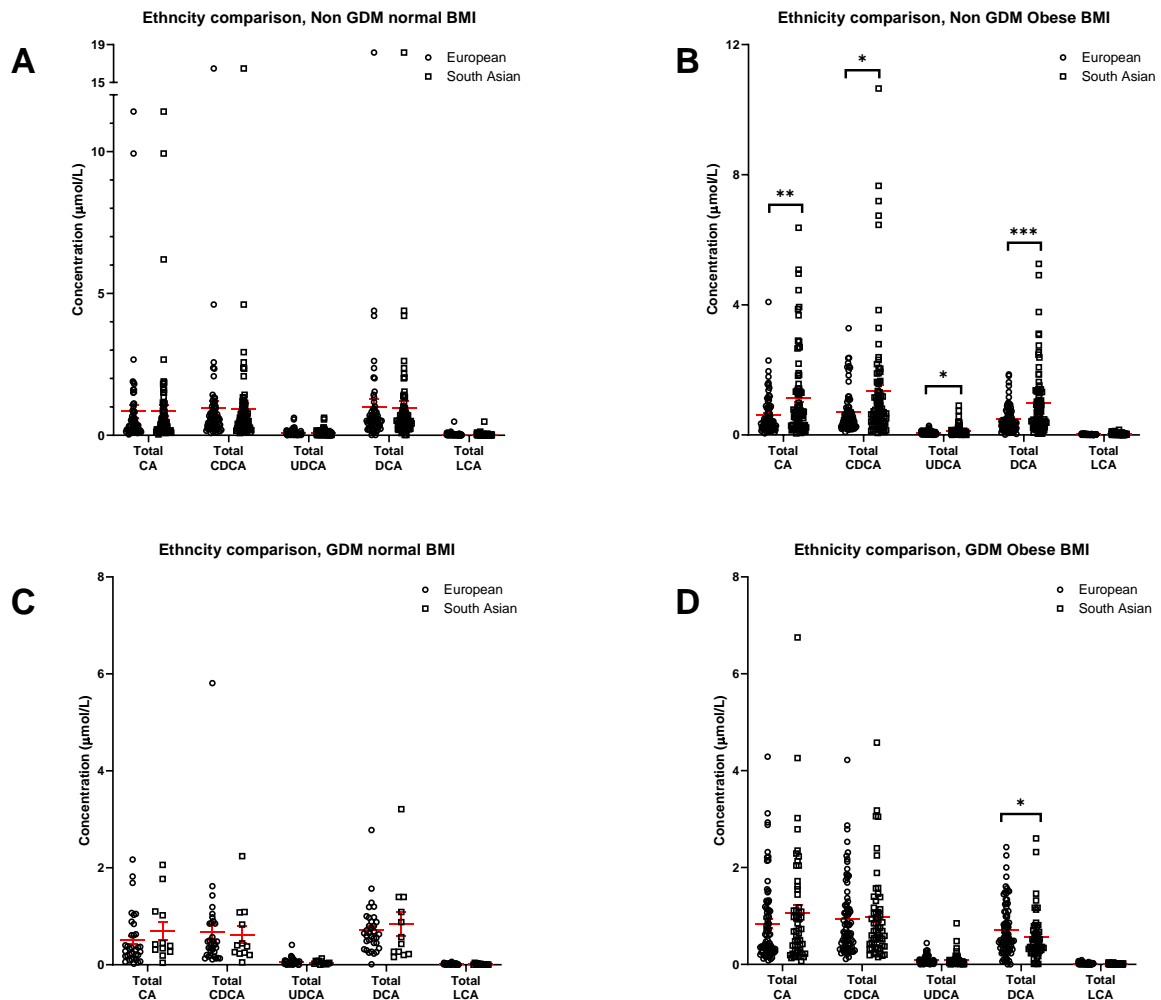 Ethncity comparison, Non GDM normal BMI
A
European
South Asian
19
15
10
5
0
Concentration (μmol/L)
Total CA
Total CDCA
Total UDCA
Total DCA
Total LCA
Ethnicity comparison, Non GDM Obese BMI
B
European
South Asian
12
8
4
0
Concentration (μmol/L)
**
*
*
***
Total CA
Total CDCA
Total UDCA
Total DCA
Total LCA
Ethncity comparison, GDM normal BMI
C
European
South Asian
8
6
4
2
0
Concentration (μmol/L)
Total CA
Total CDCA
Total UDCA
Total DCA
Total LCA
Ethnicity comparison, GDM Obese BMI
D
European
South Asian
8
6
4
2
0
Concentration (μmol/L)
*
Total CA
Total CDCA
Total UDCA
Total DCA
Total LCA